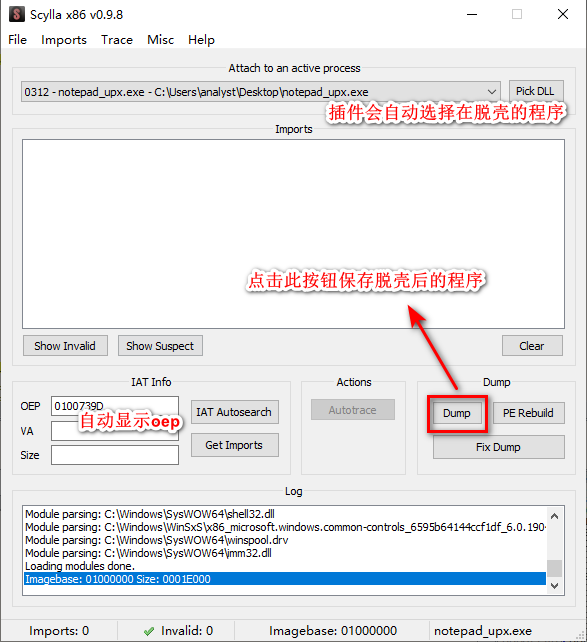 Scylla x86 v0.9.8
File Imports Trace Misc Help
Attach to an active process
0312 - notepad_upx.exe - C:\Users\analyst\Desktop\notepad_upx.exe
Pick DLL
插件会自动选择在脱壳的程序
Imports
点击此按钮保存脱壳后的程序
Show Invalid Show Suspect Clear
IAT Info
OEP 0100739D
自动显示oep
VA
Size
IAT Autosearch
Get Imports
Actions
Autotrace
Dump
Dump PE Rebuild
Fix Dump
Log
Module parsing: C:\Windows\SysWOW64\shell32.dll
Module parsing: C:\Windows\WinSxS\x86_microsoft.windows.common-controls_6595b64144ccf1df_6.0.190
Module parsing: C:\Windows\SysWOW64\winspool.drv
Module parsing: C:\Windows\SysWOW64\imm32.dll
Loading modules done.
Imagebase: 01000000 Size: 0001E000
Imports: 0 Invalid: 0 Imagebase: 01000000 notepad_upx.exe